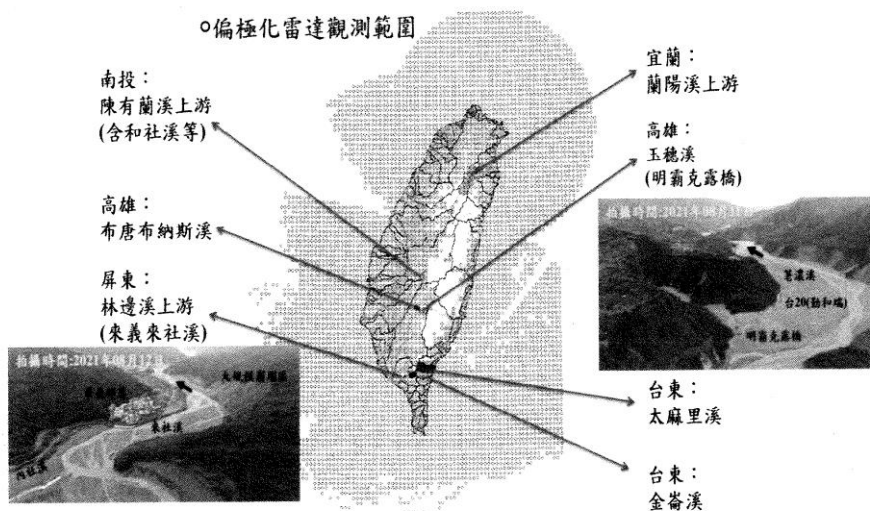 ○偏極化雷達觀測範圍
南投：
陳有蘭溪上游
(含和社溪等)
高雄：
布唐布納斯溪
屏東：
林邊溪上游
(來義來社溪)
宜蘭：
蘭陽溪上游
高雄：
玉穗溪
(明霸克露橋)
拍攝時間:2021年08月11日
荖濃溪
台20(勤和端)
明霸克露橋
拍攝時間:2021年08月12日
來社溪
內社溪
台東：
太麻里溪
台東：
金崙溪